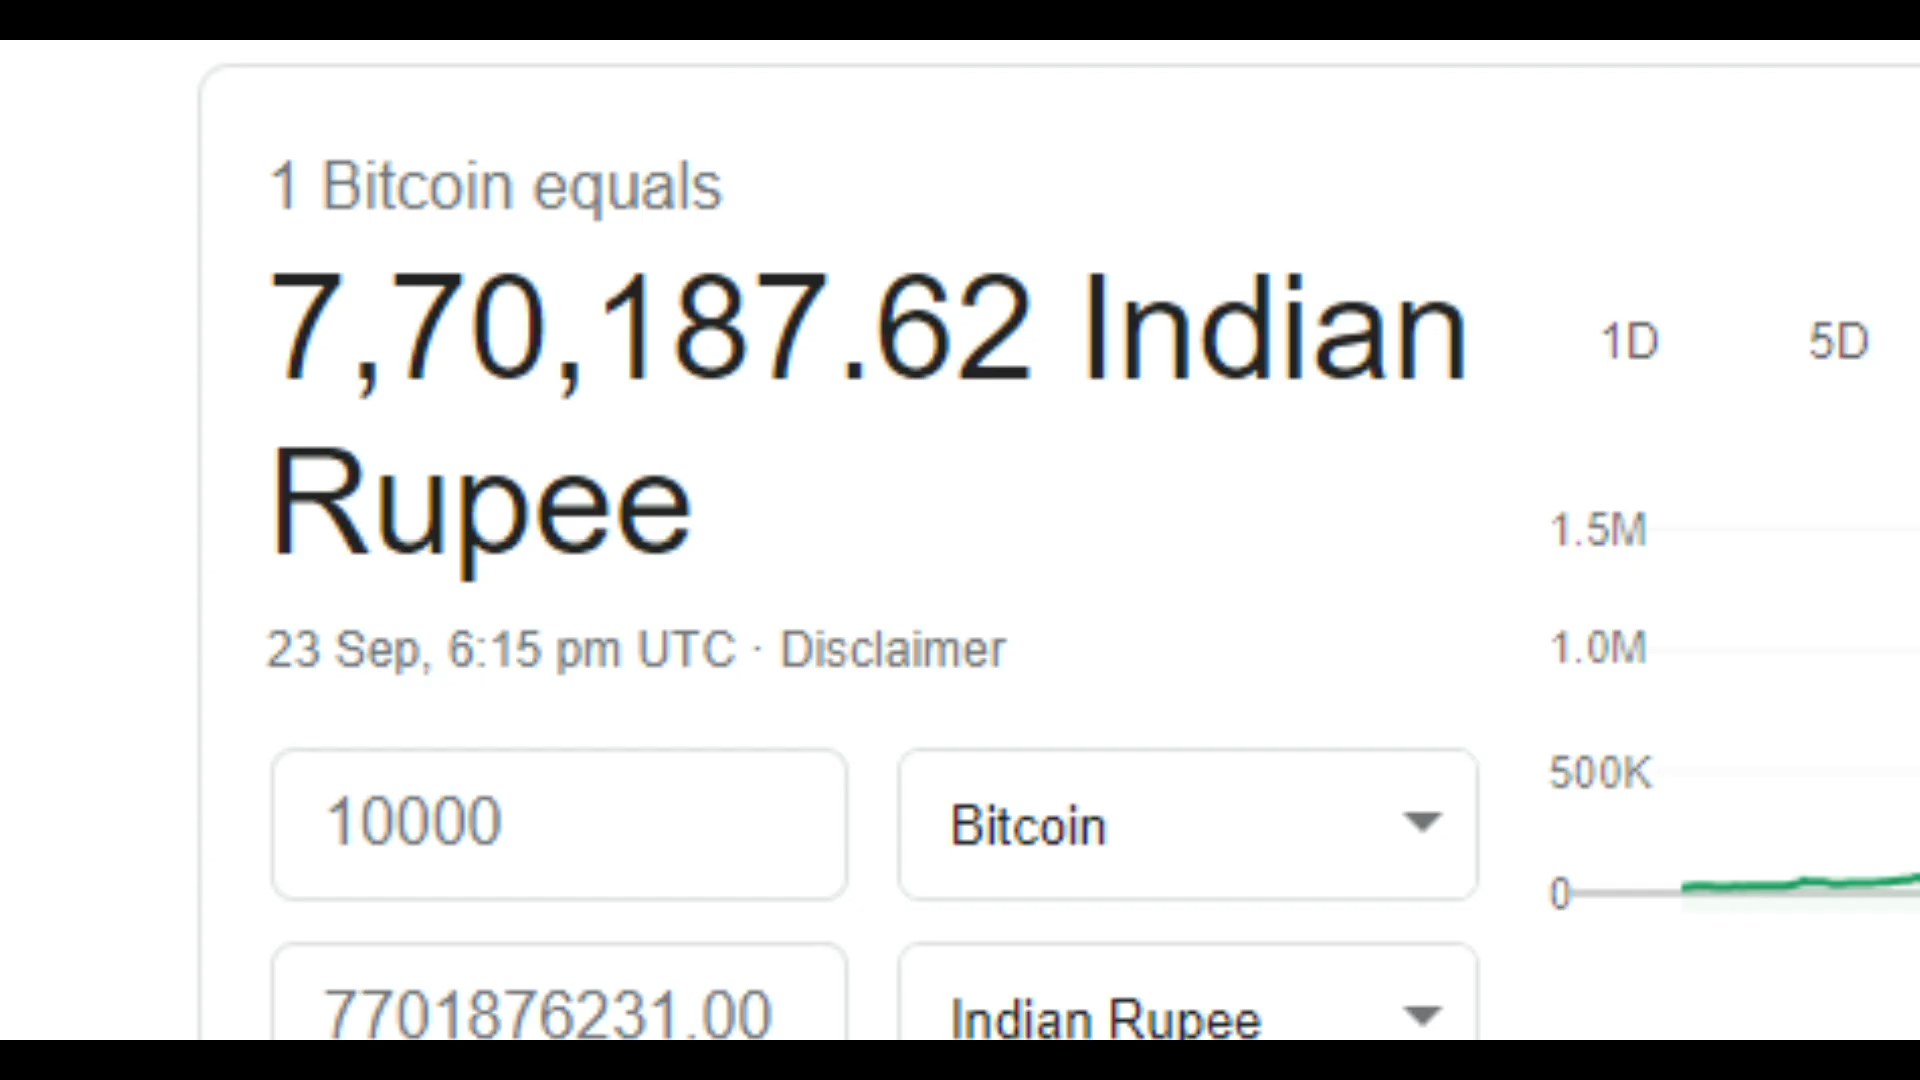 1 Bitcoin equals
7,70,187.62 Indian
Rupee
23 Sep, 6:15 pm UTC · Disclaimer
10000
Bitcoin
7701876231.00
Indian Rupee
1D 5D
1.5M
1.0M
500K
0